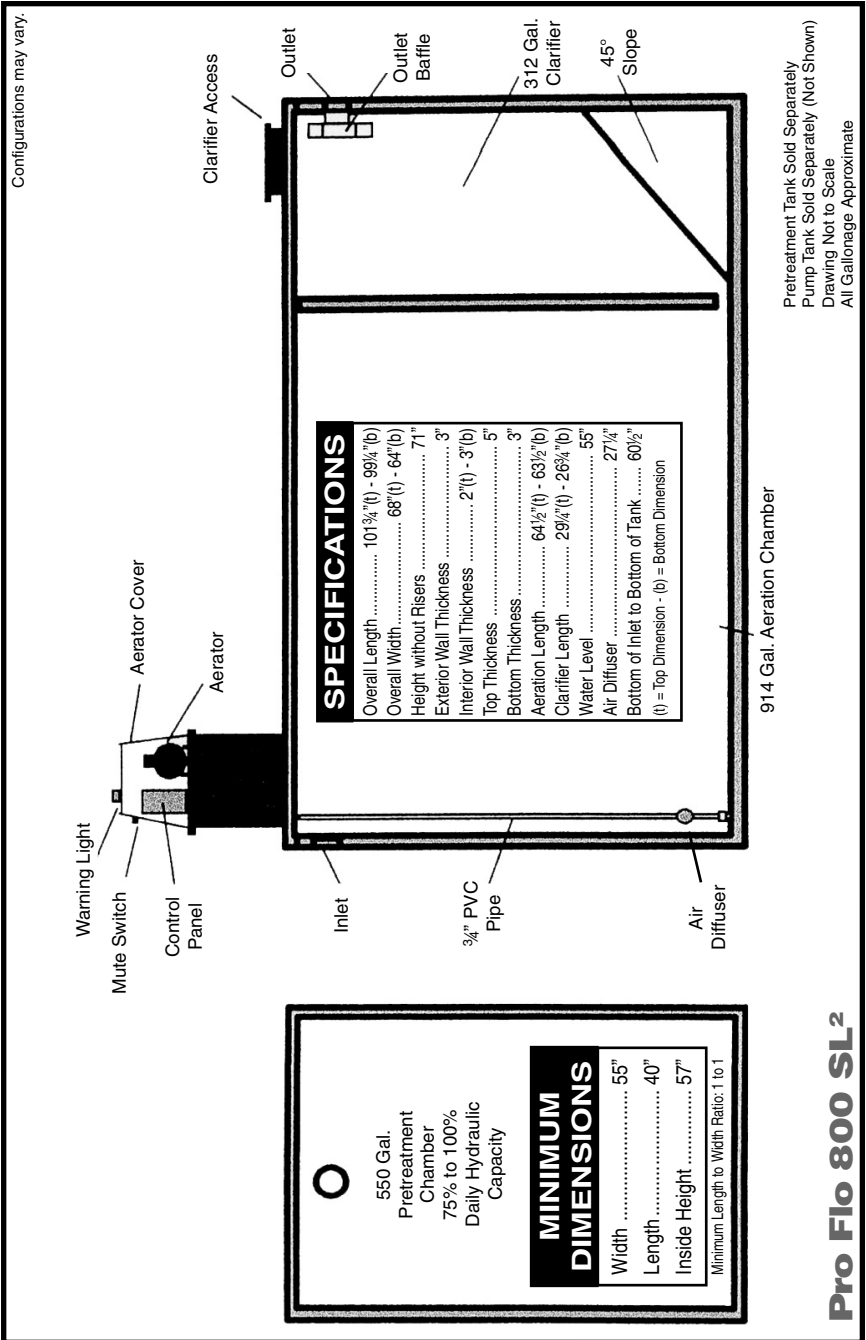 Configurations may vary.
Warning Light
Mute Switch
Control
Panel
Aerator Cover
Aerator
Clarifier Access
Outlet
Outlet
Baffle
312 Gal.
Clarifier
45°
Slope
Inlet
¾” PVC
Pipe
Air
Diffuser
550 Gal.
Pretreatment
Chamber
75% to 100%
Daily Hydraulic
Capacity
MINIMUM
DIMENSIONS
Width ........................ 55”
Length ....................... 40”
Inside Height ............... 57”
Minimum Length to Width Ratio: 1 to 1
SPECIFICATIONS
Overall Length ............. 101¾”(t) - 99¼”(b)
Overall Width ................. 68”(t) - 64”(b)
Height without Risers ....................... 71”
Exterior Wall Thickness ..................... 3”
Interior Wall Thickness .......... 2”(t) - 3”(b)
Top Thickness ................................. 5”
Bottom Thickness ............................ 3”
Aeration Length ....... 64½”(t) - 63½”(b)
Clarifier Length ......... 29¼”(t) - 26¾”(b)
Water Level ................................... 55”
Air Diffuser ................................ 27¼”
Bottom of Inlet to Bottom of Tank ....... 60½”
(t) = Top Dimension - (b) = Bottom Dimension
914 Gal. Aeration Chamber
Pretreatment Tank Sold Separately
Pump Tank Sold Separately (Not Shown)
Drawing Not to Scale
All Gallonage Approximate
Pro Flo 800 SL²